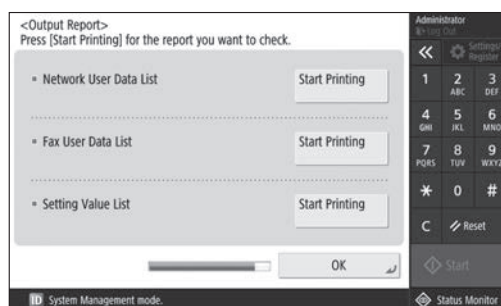 <Output Report>
Press [Start Printing] for the report you want to check.
Network User Data List
Start Printing
Fax User Data List
Start Printing
Setting Value List
Start Printing
OK
ID System Management mode.
Administrator
Log Out
Settings/
Register
1 2 3
ABC DEF
4 5 6
GHI JKL MNO
7 8 9
PQRS TUV WXYZ
* 0 #
C Reset
Start
Status Monitor